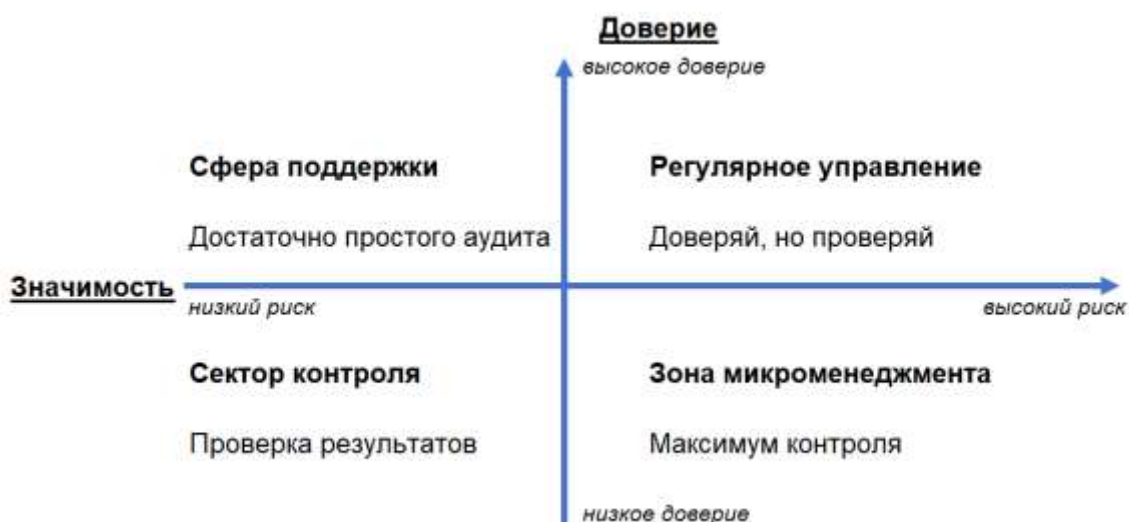 Доверие
высокое доверие
Сфера поддержки
Регулярное управление
Достаточно простого аудита
Доверяй, но проверяй
Значимость
низкий риск
высокий риск
Сектор контроля
Зона микроменеджмента
Проверка результатов
Максимум контроля
низкое доверие